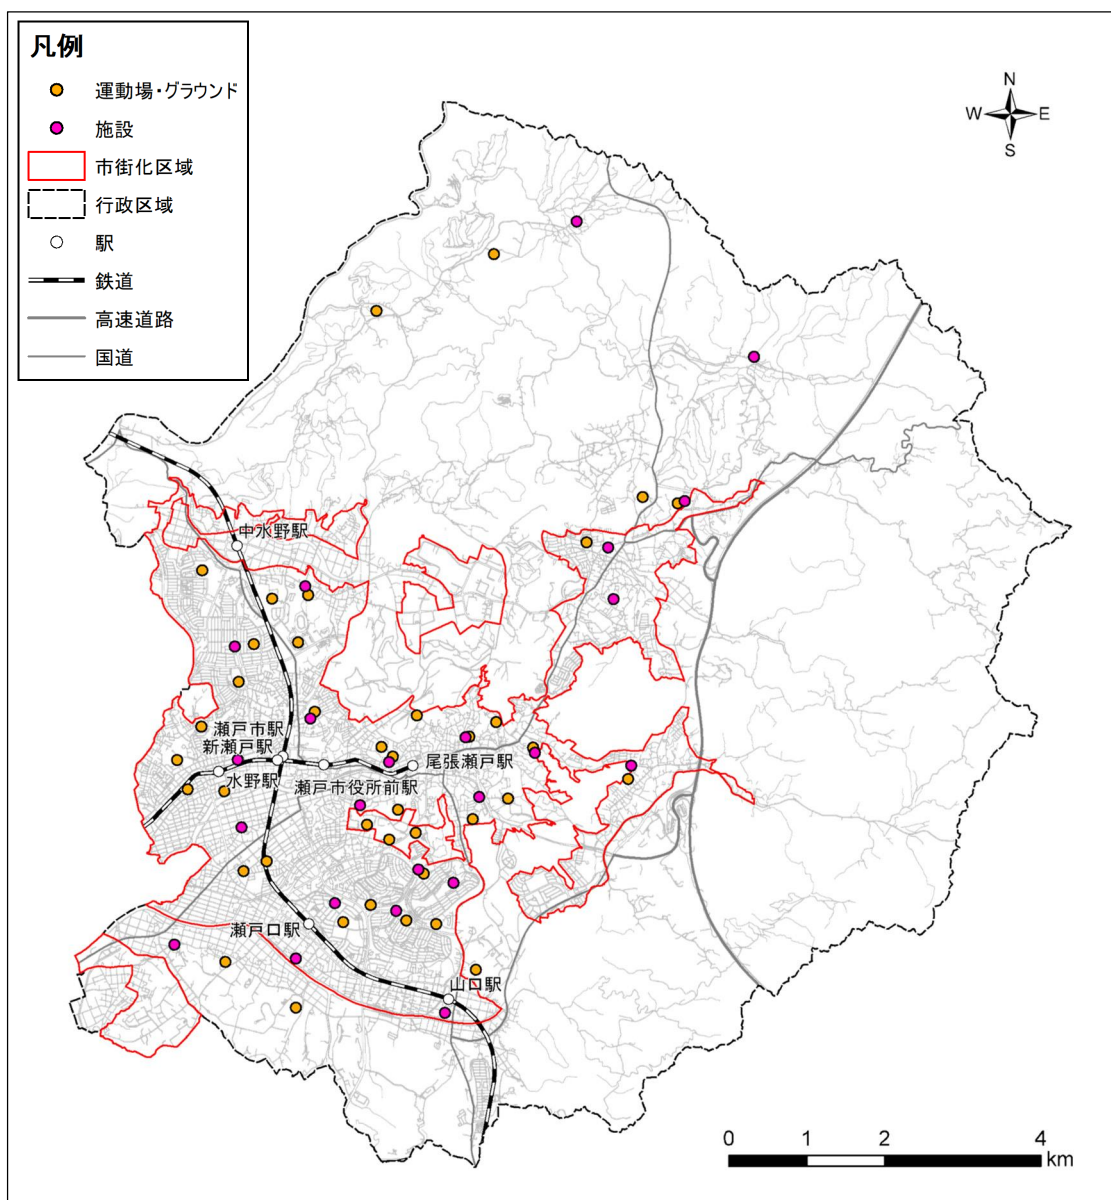 凡例
運動場・グラウンド
施設
市街化区域
行政区域
駅
鉄道
高速道路
国道
N
W
E
S
中水野駅
瀬戸市駅
新瀬戸駅
水野駅
瀬戸市役所前駅
尾張瀬戸駅
瀬戸口駅
山口駅
0 1 2 4
km